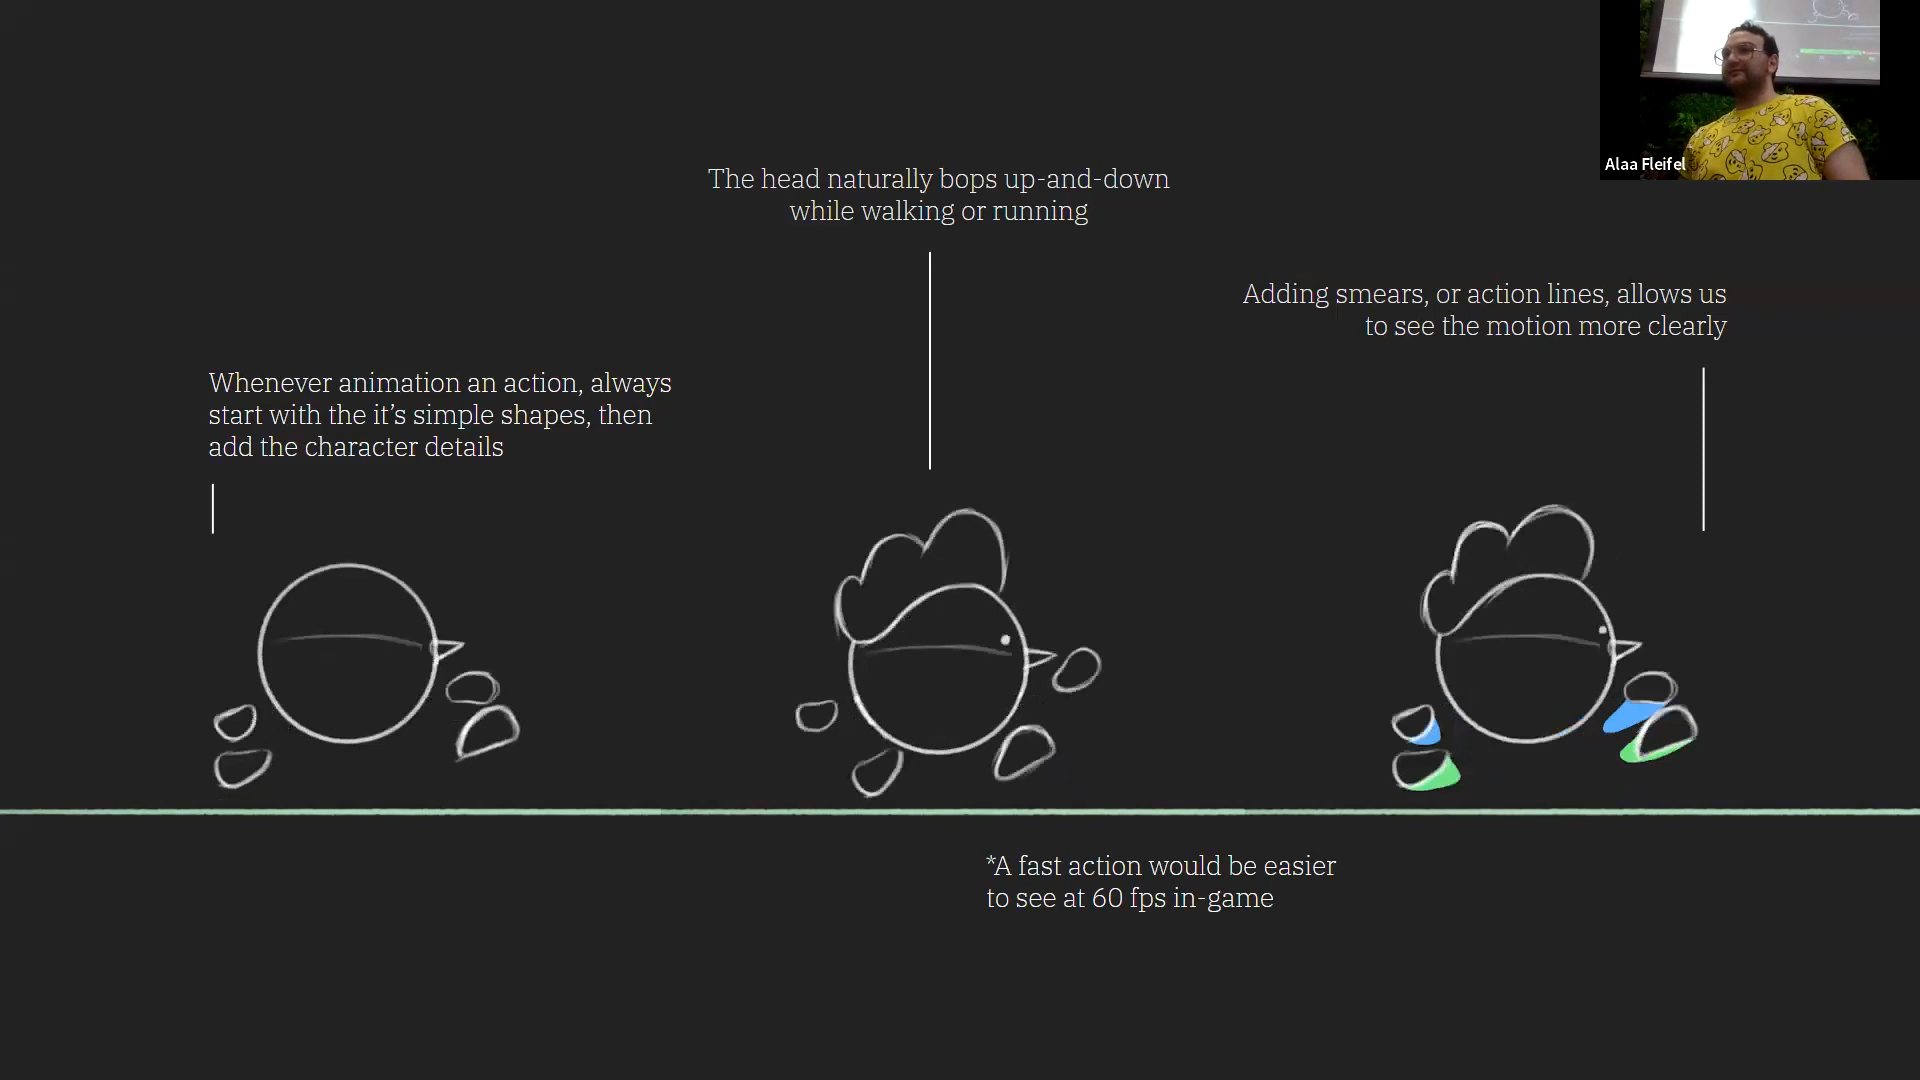 Alaa Fleifel
The head naturally bops up-and-down
while walking or running
Adding smears, or action lines, allows us
to see the motion more clearly
Whenever animation an action, always
start with the it’s simple shapes, then
add the character details
*A fast action would be easier
to see at 60 fps in-game